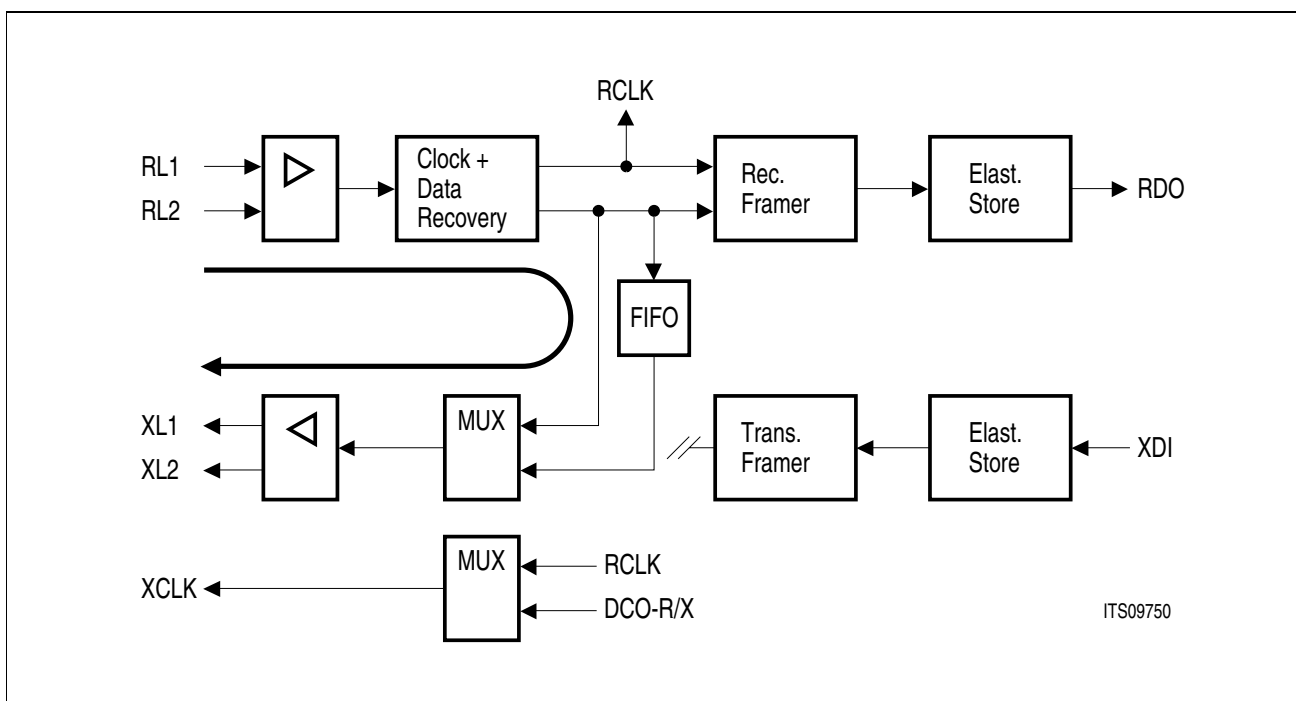 RCLK
RL1
RL2
Clock +
Data
Recovery
Rec.
Framer
Elast.
Store
RDO
FIFO
XL1
XL2
MUX
Trans.
Framer
Elast.
Store
XDI
XCLK
MUX
RCLK
DCO-R/X
ITS09750